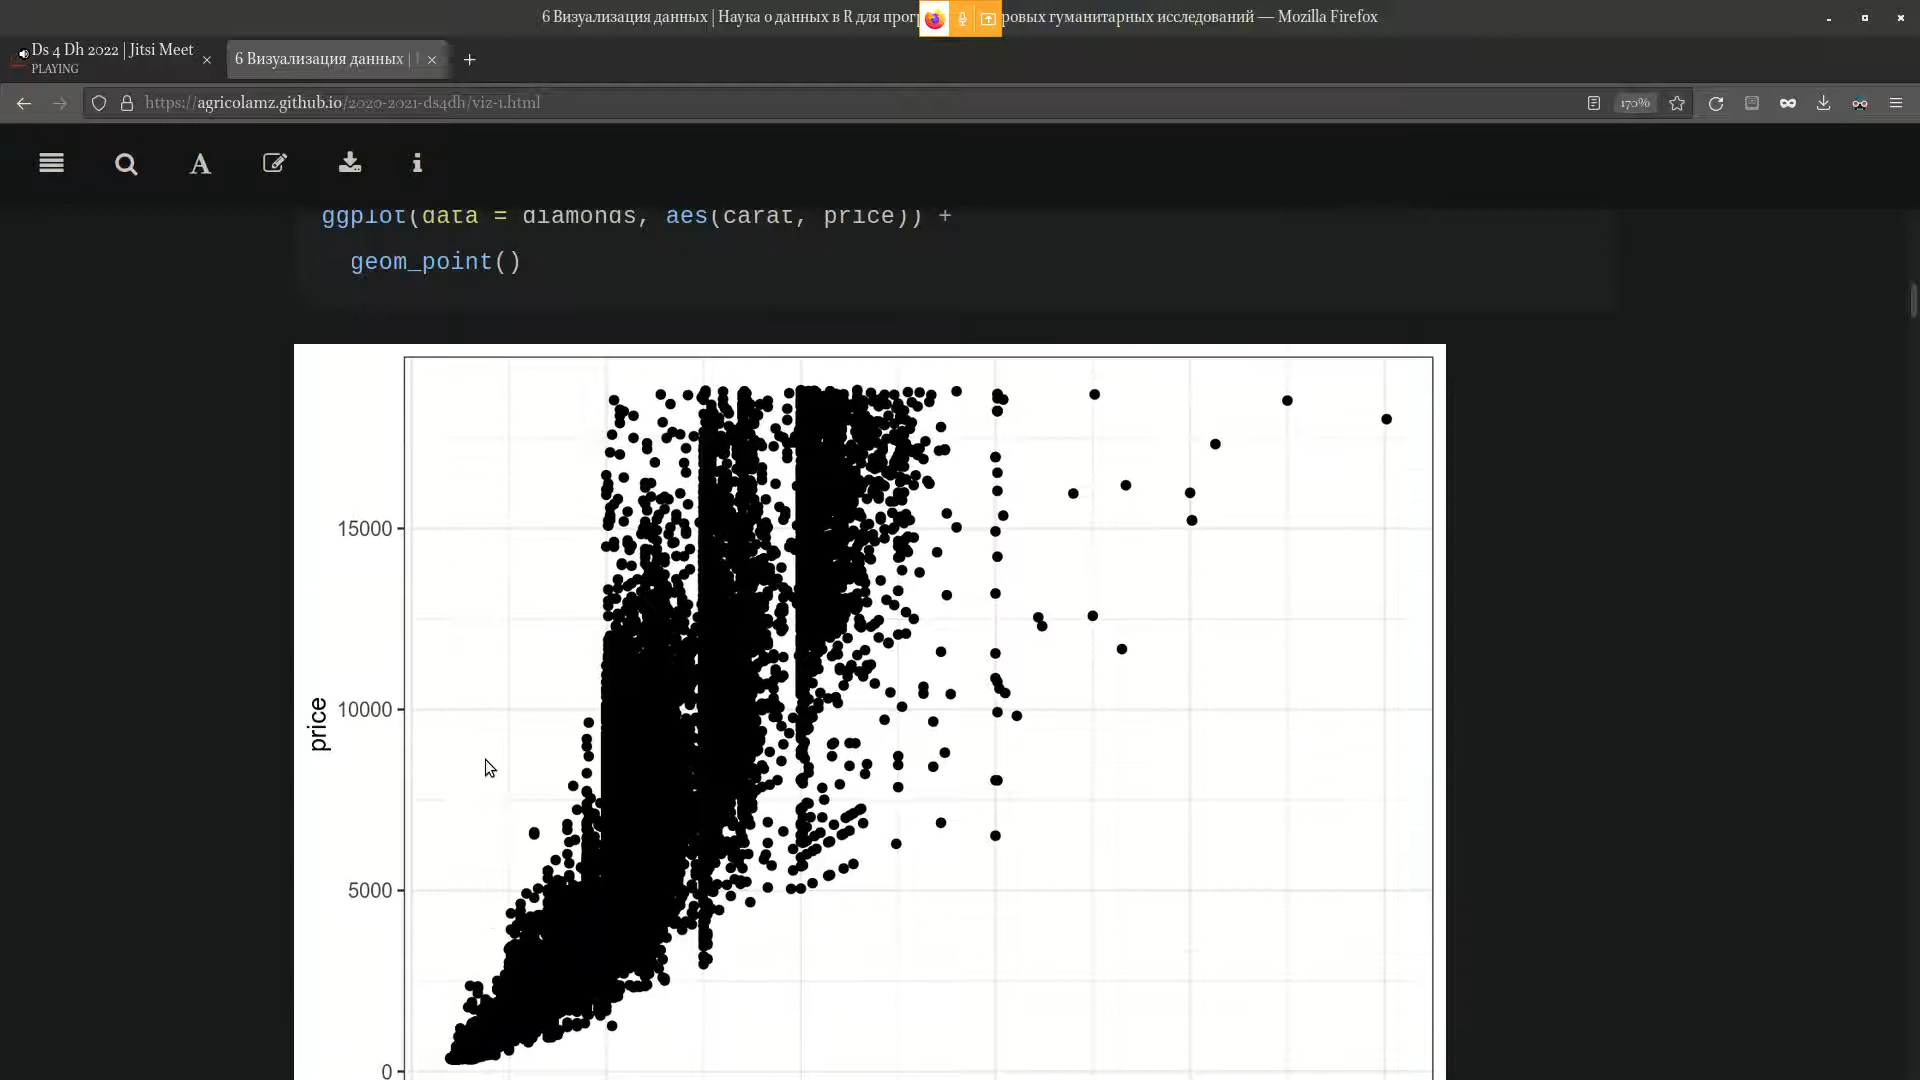 6 Визуализация данных | Наука о данных в R для прог ровых гуманитарных исследований — Mozilla Firefox
Ds 4 Dh 2022 | Jitsi Meet
PLAYING
6 Визуализация данных |
https://agricolamz.github.io/2020-2021-ds4dh/viz-1.html
170%
ggplot(data = diamonds, aes(carat, price)) +
geom_point()
15000
10000
5000
0
price